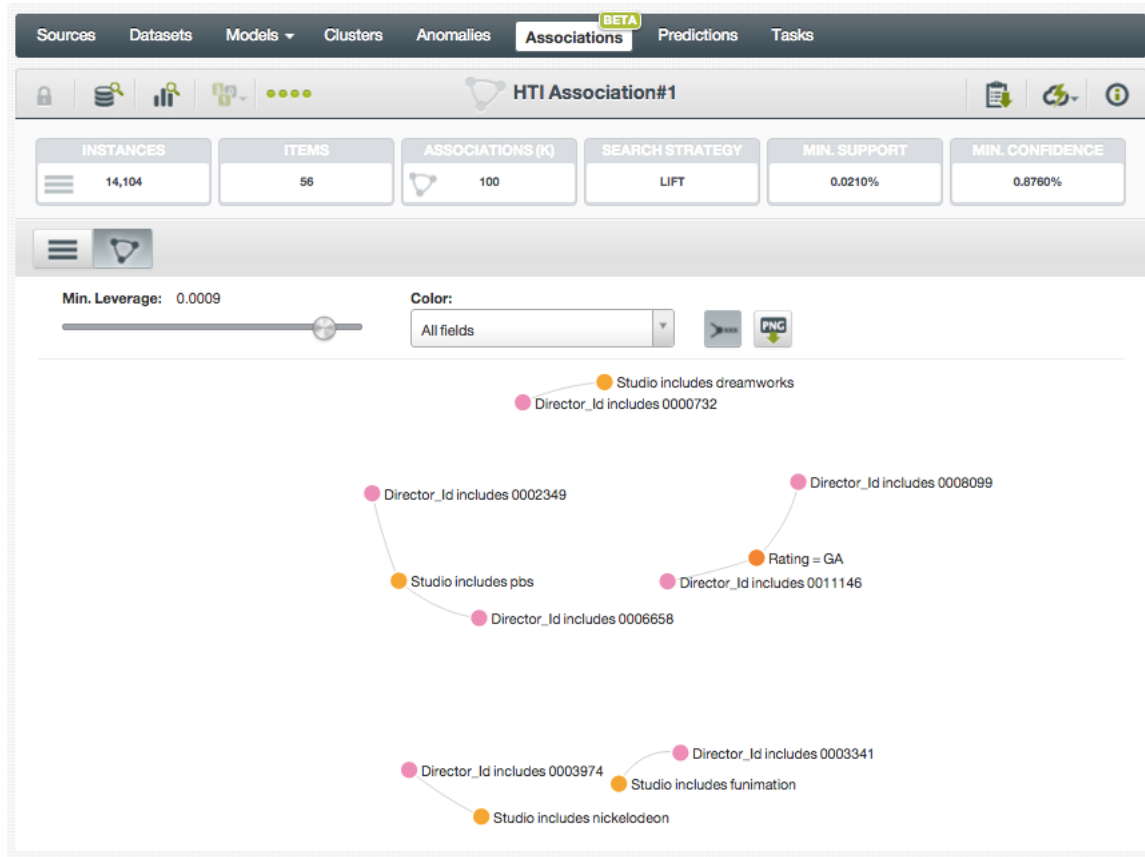 BETA
Sources Datasets Models Clusters Anomalies Associations Predictions Tasks
HTI Association#1
INSTANCES ITEMS ASSOCIATIONS (K) SEARCH STRATEGY MIN. SUPPORT MIN. CONFIDENCE
14,104 56 100 LIFT 0.0210% 0.8760%
Min. Leverage: 0.0009 Color:
All fields PNG
Studio includes dreamworks
Director_Id includes 0000732
Director_Id includes 0008099
Director_Id includes 0002349
Rating = GA
Studio includes pbs Director_Id includes 0011146
Director_Id includes 0006658
Director_Id includes 0003341
Director_Id includes 0003974
Studio includes funimation
Studio includes nickelodeon